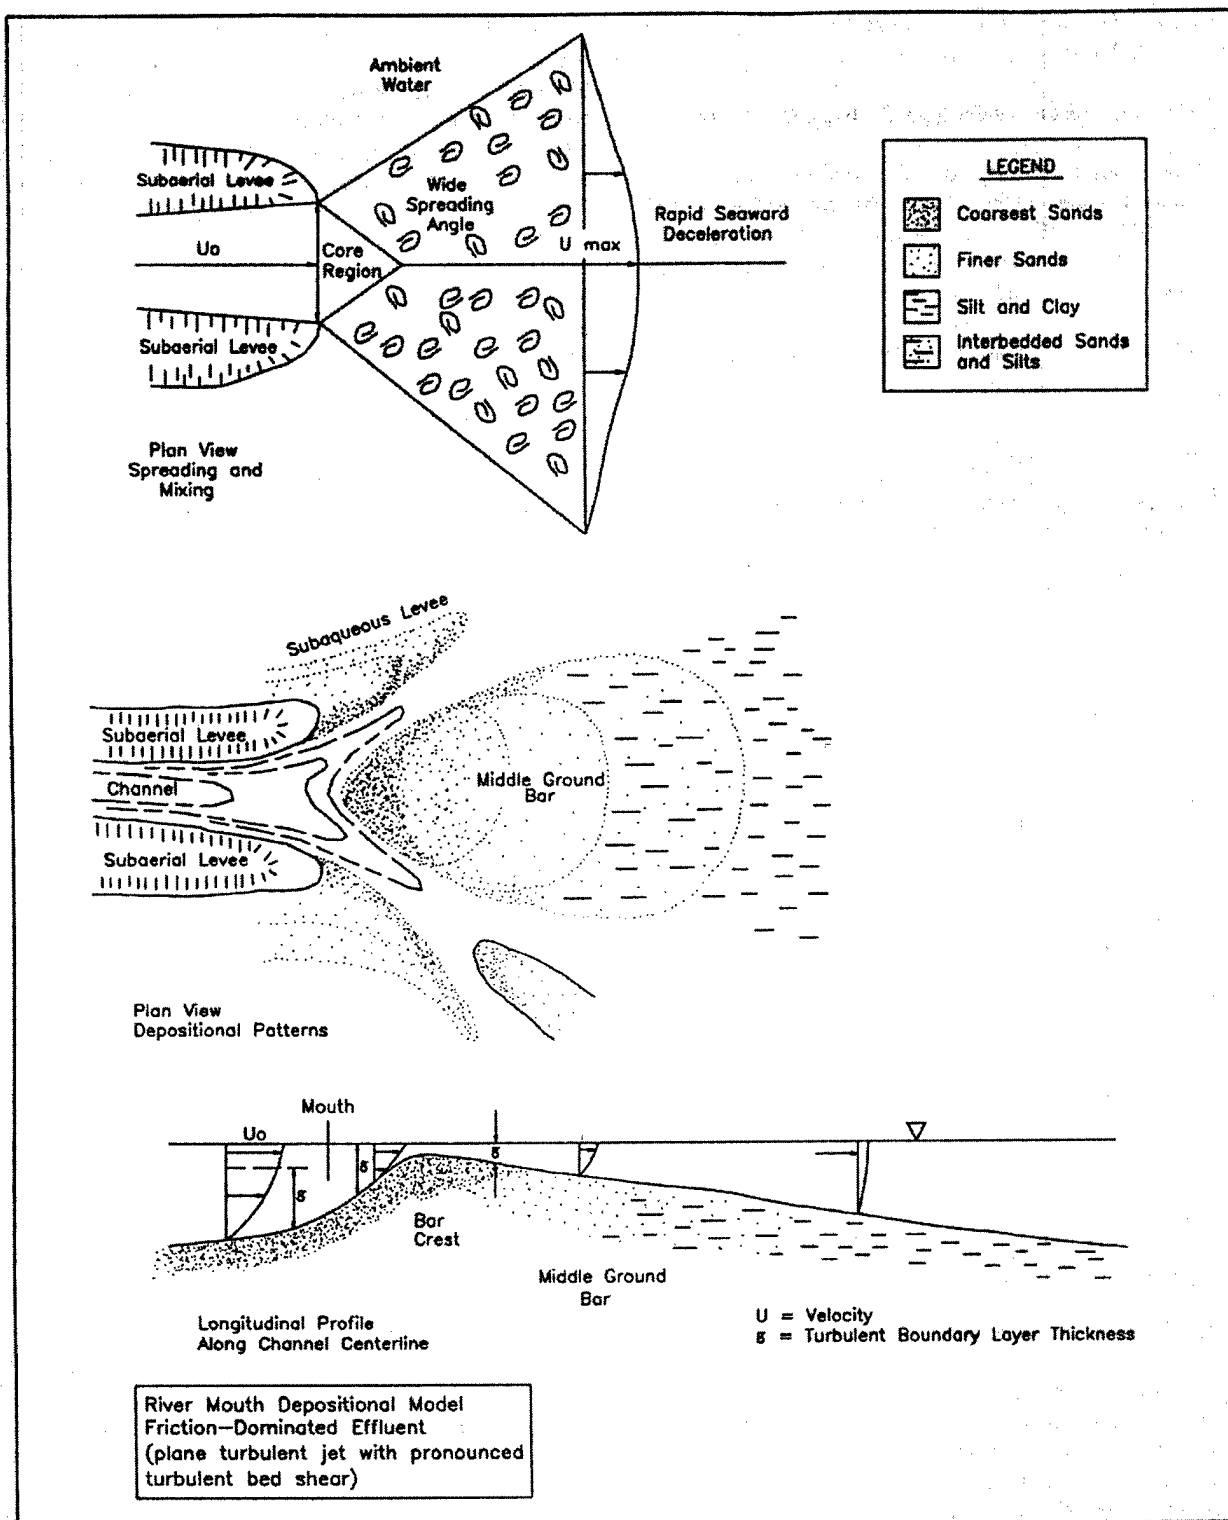 Ambient
Water
Subaerial Levee
Wide
Spreading
Angle
Uo
Core
Region
U max
Rapid Seaward
Deceleration
Subaerial Levee
Plan View
Spreading and
Mixing
LEGEND
Coarsest Sands
Finer Sands
Silt and Clay
Interbedded Sands
and Silts
Subaqueous Levee
Subaerial Levee
Channel
Middle Ground
Bar
Subaerial Levee
Plan View
Depositional Patterns
Mouth
Uo
δ
δ
δ
Bar
Crest
Middle Ground
Bar
Longitudinal Profile
Along Channel Centerline
U = Velocity
δ = Turbulent Boundary Layer Thickness
River Mouth Depositional Model
Friction-Dominated Effluent
(plane turbulent jet with pronounced
turbulent bed shear)